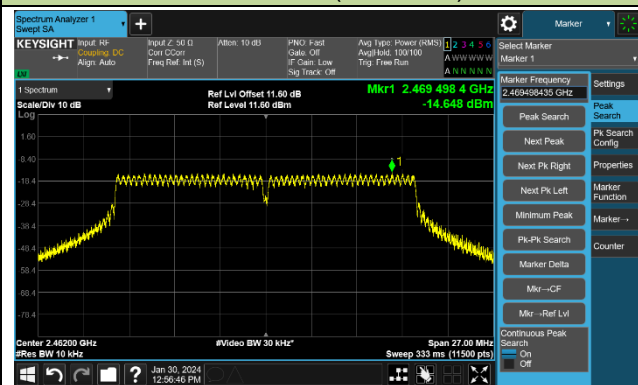 Spectrum Analyzer 1
Swept SA
Marker
KEYSIGHT
Input: RF
Coupling: DC
Align: Auto
Input Z: 50 Ω
Corr CCorr
Freq Ref: Int (S)
Atten: 10 dB
PNO: Fast
Gate: Off
IF Gain: Low
Sig Track: Off
Avg Type: Power (RMS)
Avg|Hold: 100/100
Trig: Free Run
1 2 3 4 5 6
A W W W W W
A N N N N N
LXI
Select Marker
Marker 1
1 Spectrum
Scale/Div 10 dB
Log
Ref Lvl Offset 11.60 dB
Ref Level 11.60 dBm
Mkr1 2.469 498 4 GHz
-14.648 dBm
1.60
-8.40
-18.4
-28.4
-38.4
-48.4
-58.4
-68.4
-78.4
1
Center 2.46200 GHz
#Res BW 10 kHz
#Video BW 30 kHz*
Span 27.00 MHz
Sweep 333 ms (11500 pts)
Marker Frequency
2.469498435 GHz
Peak Search
Next Peak
Next Pk Right
Next Pk Left
Minimum Peak
Pk-Pk Search
Marker Delta
Mkr→CF
Mkr→Ref Lvl
Continuous Peak
Search
On
Off
Settings
Peak
Search
Pk Search
Config
Properties
Marker
Function
Marker→
Counter
Jan 30, 2024
12:56:46 PM